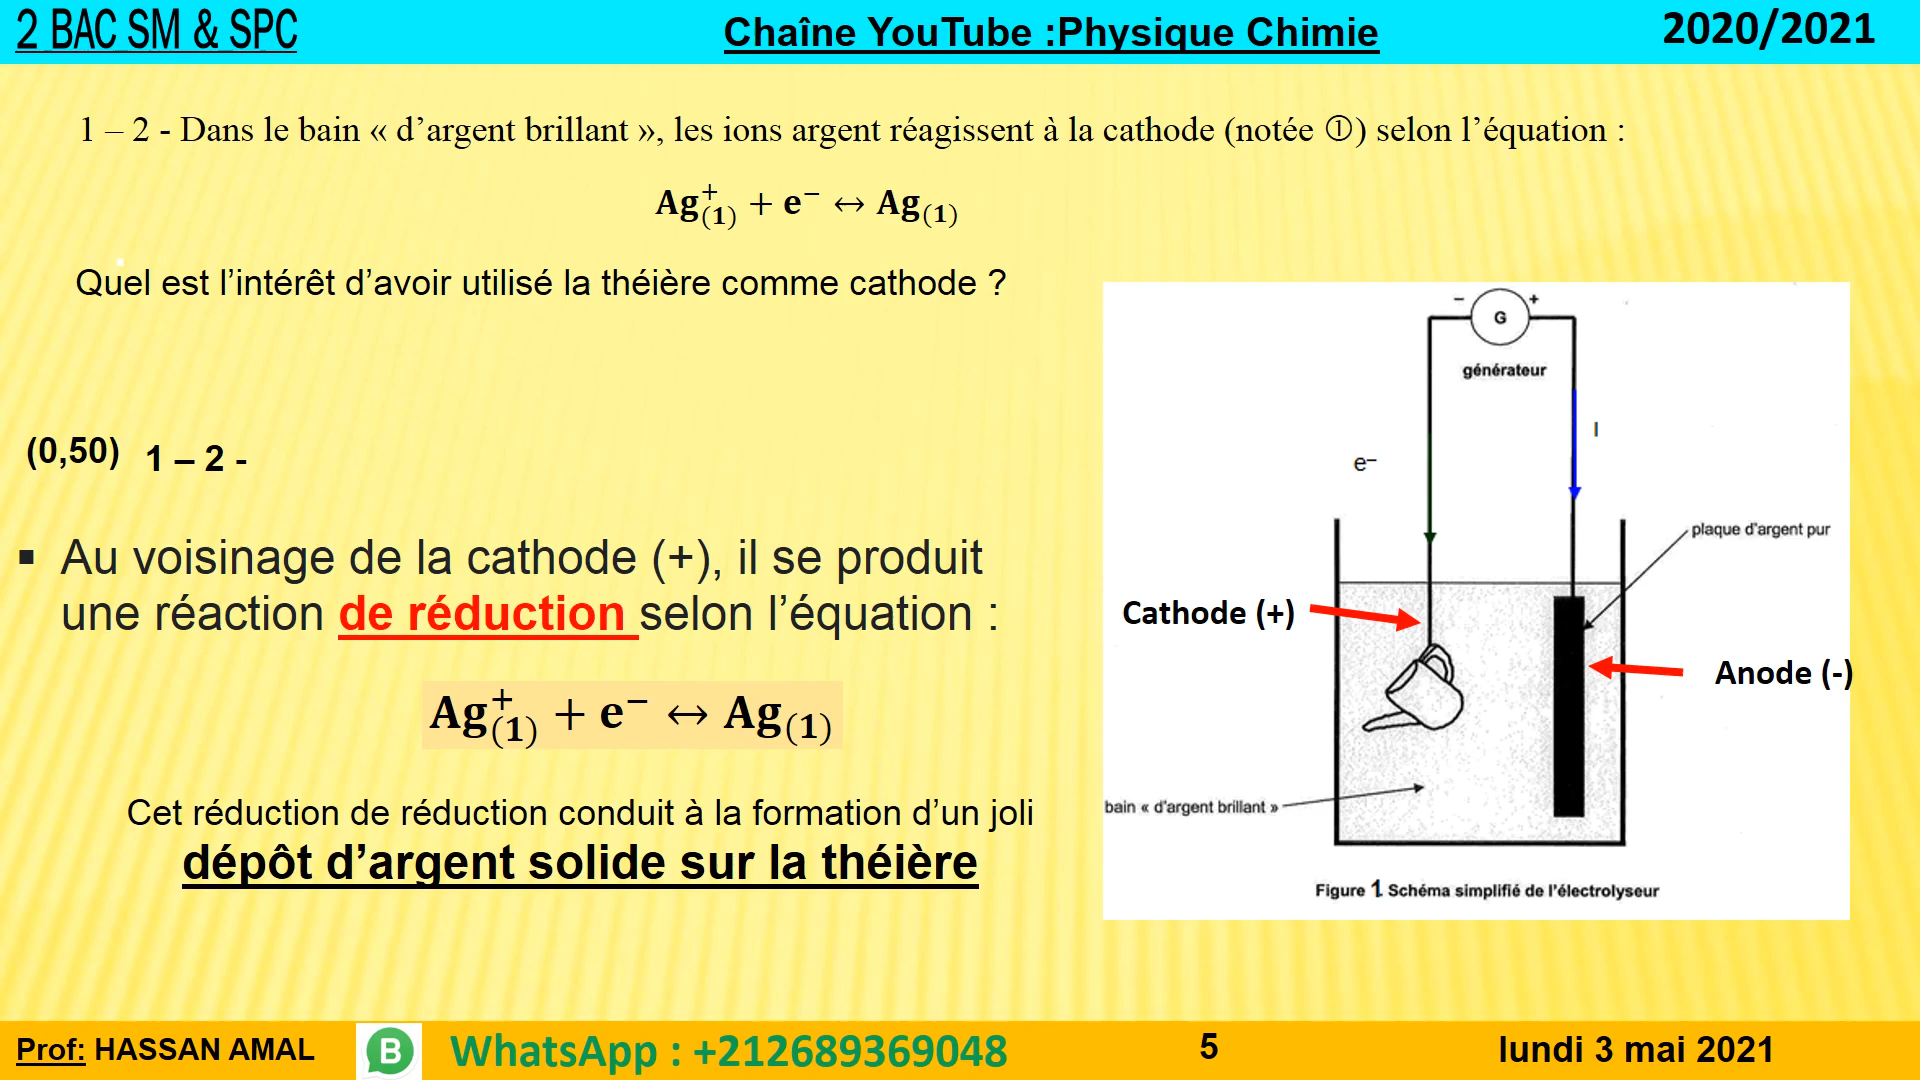 2 BAC SM & SPC
Chaîne YouTube :Physique Chimie
2020/2021
1 – 2 - Dans le bain « d’argent brillant », les ions argent réagissent à la cathode (notée ①) selon l’équation :
Ag⁺₍₁₎ + e⁻ ↔ Ag₍₁₎
Quel est l’intérêt d’avoir utilisé la théière comme cathode ?
(0,50) 1 – 2 -
▪ Au voisinage de la cathode (+), il se produit
une réaction de réduction selon l’équation :
Ag⁺₍₁₎ + e⁻ ↔ Ag₍₁₎
Cet réduction de réduction conduit à la formation d’un joli
dépôt d’argent solide sur la théière
– G +
générateur
I
e⁻
plaque d'argent pur
Cathode (+)
Anode (-)
bain « d'argent brillant »
Figure 1 Schéma simplifié de l'électrolyseur
Prof: HASSAN AMAL
B
WhatsApp : +212689369048
5
lundi 3 mai 2021